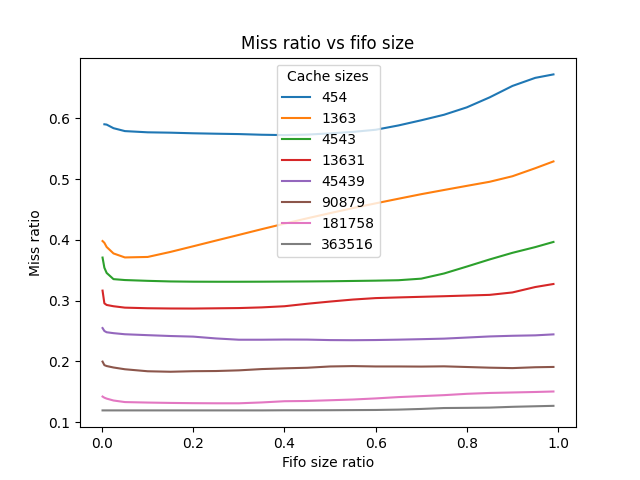 Miss ratio vs fifo size
Cache sizes
454
1363
4543
13631
45439
90879
181758
363516
Miss ratio
0.6
0.5
0.4
0.3
0.2
0.1
0.0 0.2 0.4 0.6 0.8 1.0
Fifo size ratio